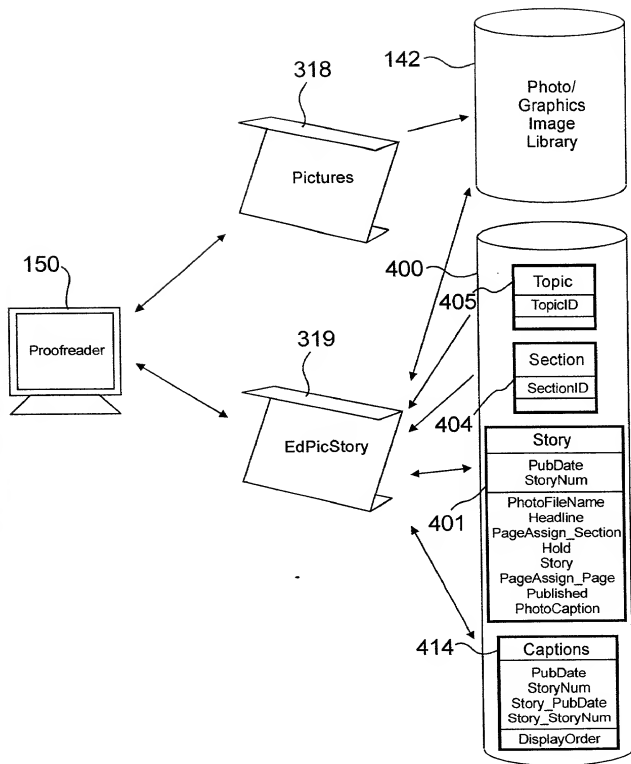 318
142
Photo/
Graphics
Image
Library
Pictures
150
Proofreader
400
405
Topic
TopicID
319
Section
SectionID
404
EdPicStory
Story
PubDate
StoryNum
401
PhotoFileName
Headline
PageAssign_Section
Hold
Story
PageAssign_Page
Published
PhotoCaption
414
Captions
PubDate
StoryNum
Story_PubDate
Story_StoryNum
DisplayOrder